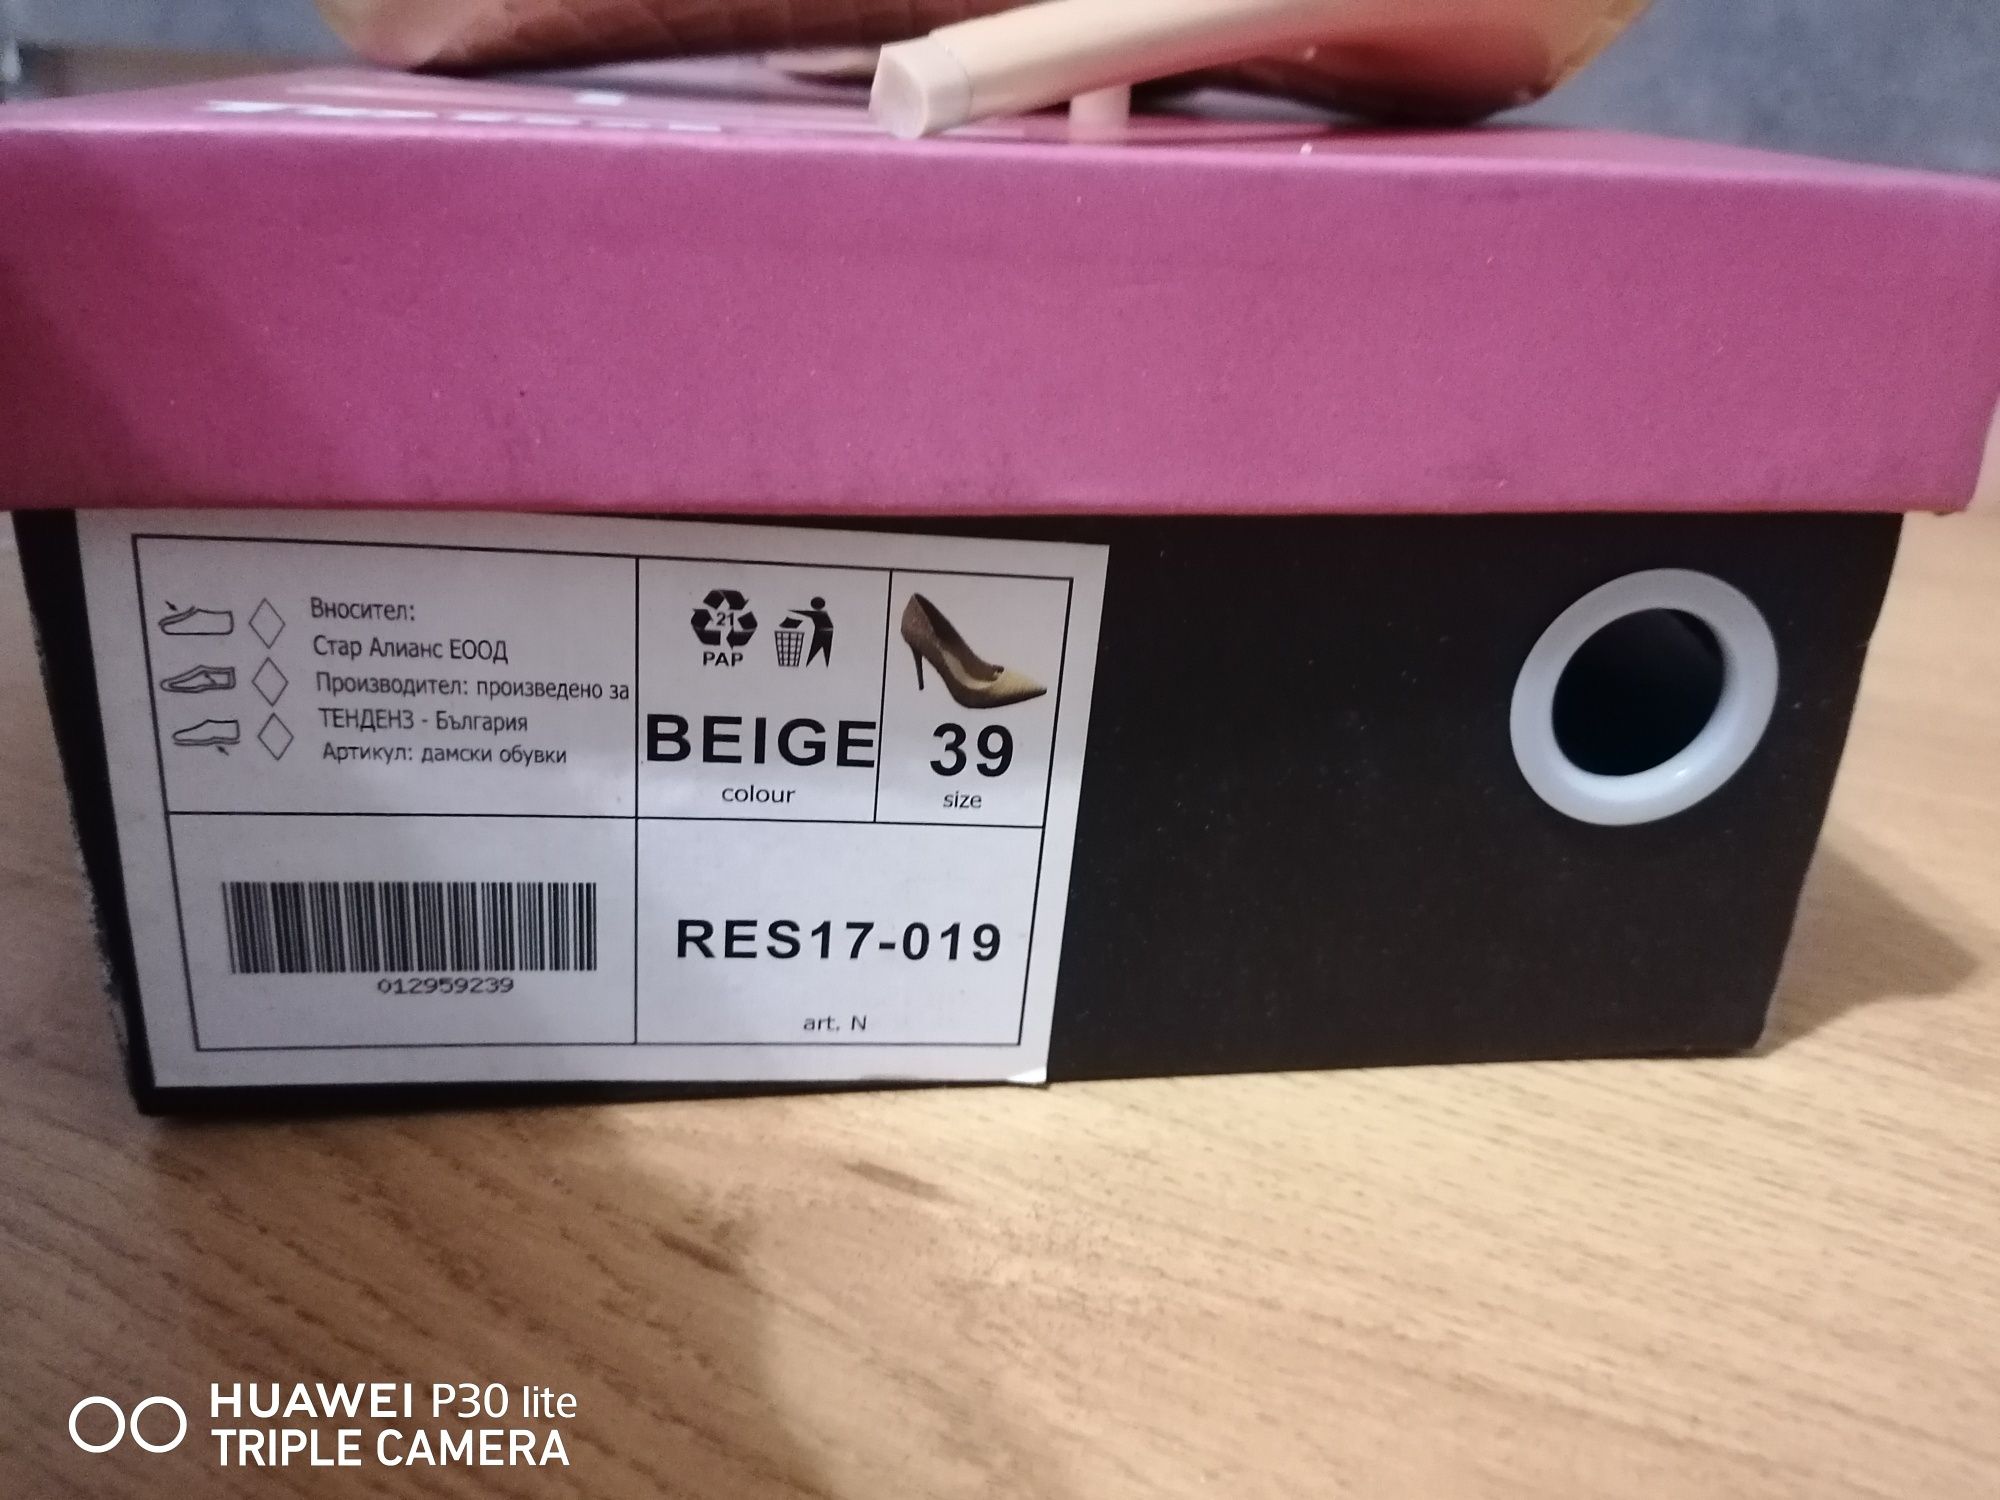 Вносител:
Стар Алианс ЕООД
Производител: произведено за
ТЕНДЕНЗ - България
Артикул: дамски обувки
21
PAP
BEIGE
colour
39
size
012959239
RES17-019
art. N
HUAWEI P30 lite
TRIPLE CAMERA